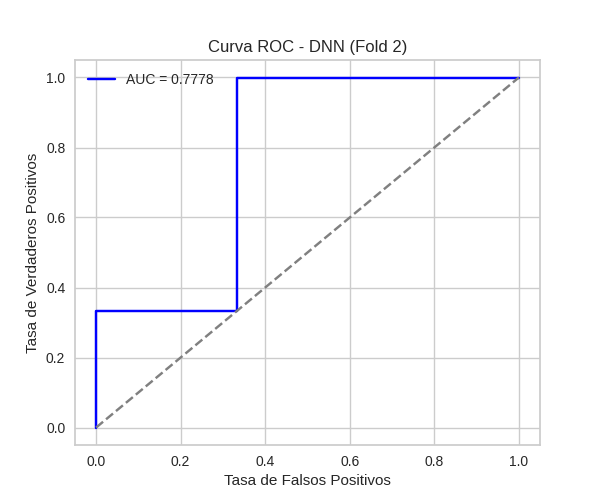 Curva ROC - DNN (Fold 2)
AUC = 0.7778
1.0
0.8
0.6
0.4
0.2
0.0
Tasa de Verdaderos Positivos
0.0 0.2 0.4 0.6 0.8 1.0
Tasa de Falsos Positivos